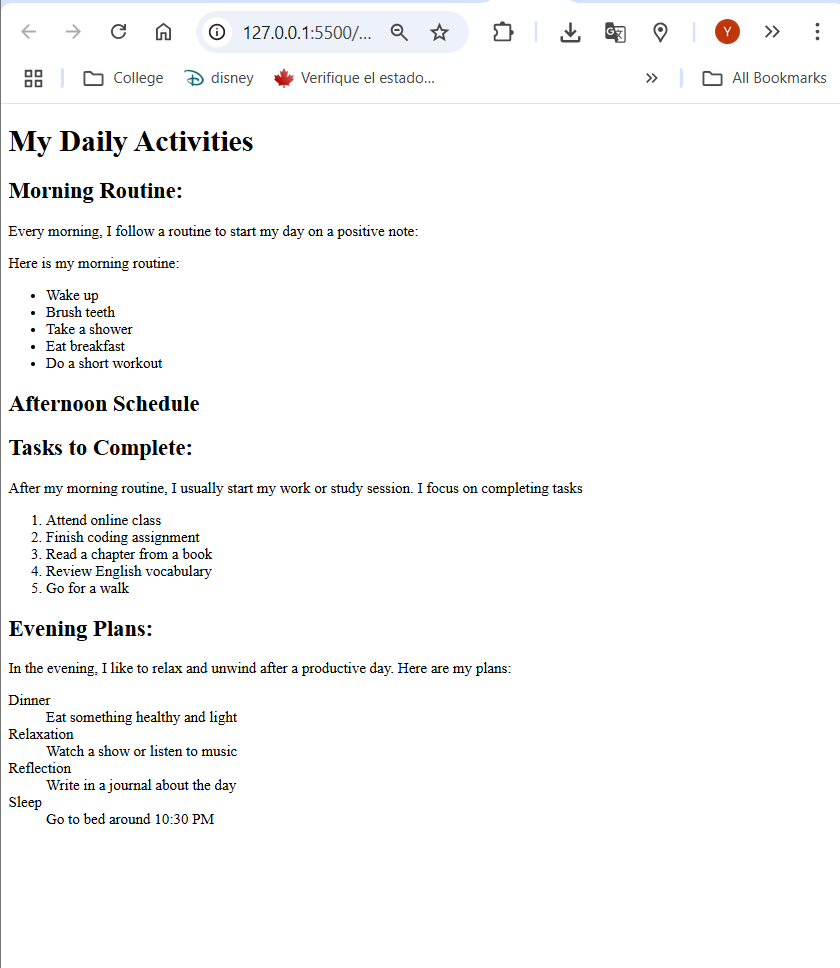 127.0.0.1:5500/...
Y
College
disney
Verifique el estado...
All Bookmarks
My Daily Activities
Morning Routine:
Every morning, I follow a routine to start my day on a positive note:
Here is my morning routine:
• Wake up
• Brush teeth
• Take a shower
• Eat breakfast
• Do a short workout
Afternoon Schedule
Tasks to Complete:
After my morning routine, I usually start my work or study session. I focus on completing tasks
1. Attend online class
2. Finish coding assignment
3. Read a chapter from a book
4. Review English vocabulary
5. Go for a walk
Evening Plans:
In the evening, I like to relax and unwind after a productive day. Here are my plans:
Dinner
Eat something healthy and light
Relaxation
Watch a show or listen to music
Reflection
Write in a journal about the day
Sleep
Go to bed around 10:30 PM